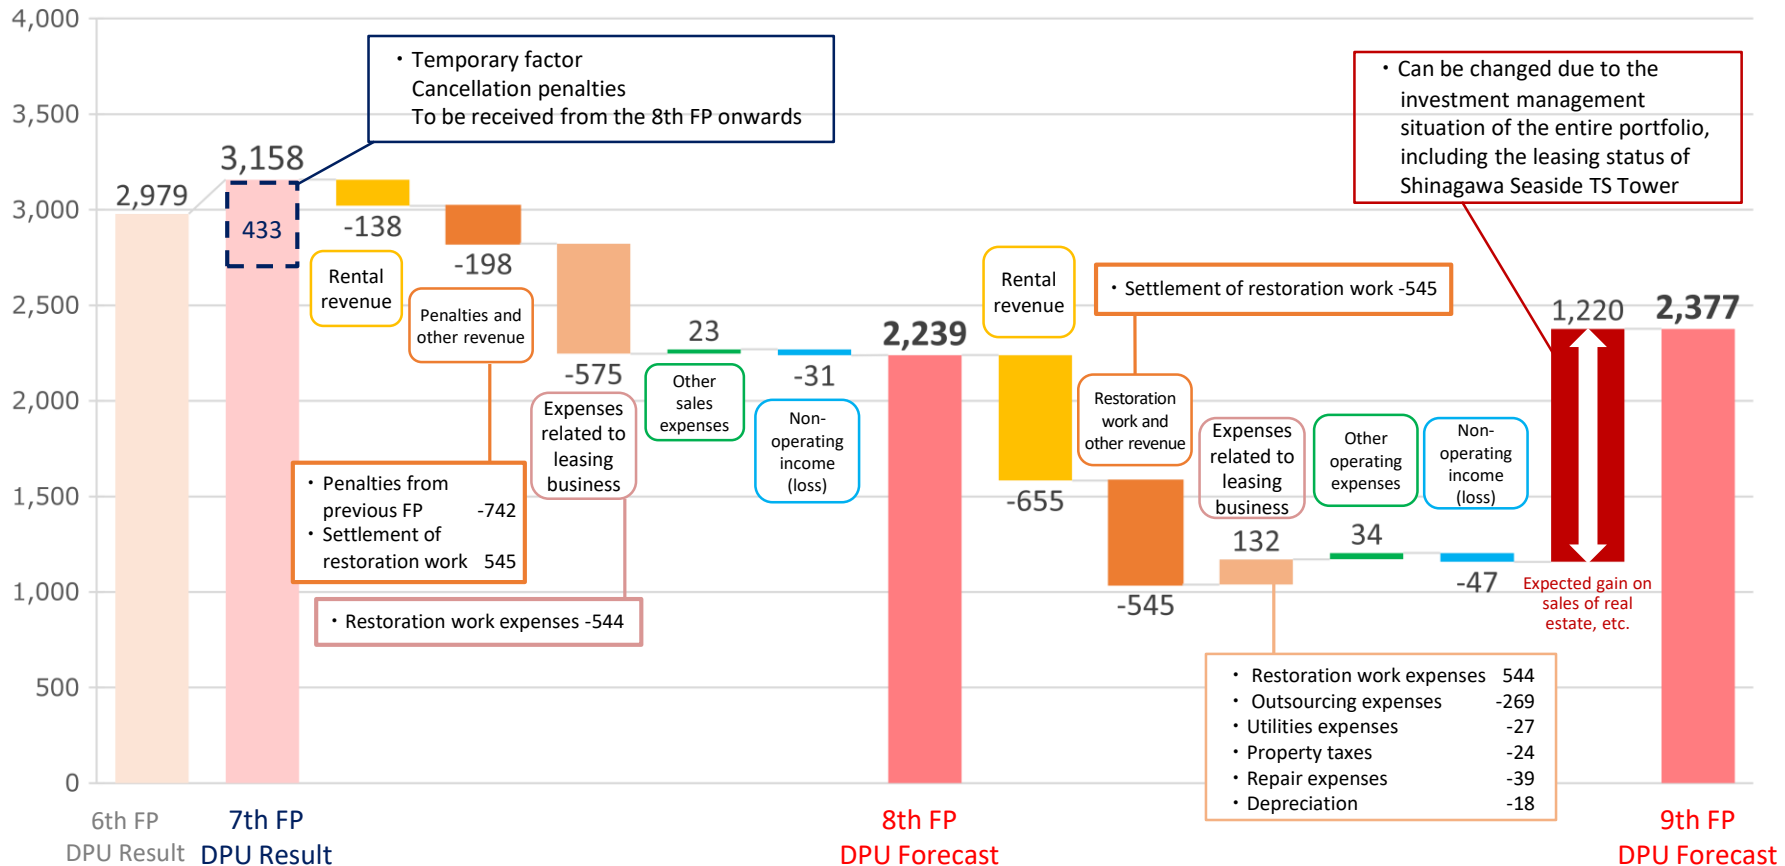 4,000
3,500
3,000
2,500
2,000
1,500
1,000
500
0
2,979
3,158
433
・Temporary factor
Cancellation penalties
To be received from the 8th FP onwards
-138
Rental
revenue
-198
Penalties and
other revenue
・Penalties from
previous FP -742
・Settlement of
restoration work 545
-575
Expenses
related to
leasing
business
・Restoration work expenses -544
23
Other
sales
expenses
-31
Non-
operating
income
(loss)
2,239
Rental
revenue
-655
・Settlement of restoration work -545
Restoration
work and
other revenue
-545
Expenses
related to
leasing
business
132
・Restoration work expenses 544
・Outsourcing expenses -269
・Utilities expenses -27
・Property taxes -24
・Repair expenses -39
・Depreciation -18
Other
operating
expenses
34
Non-
operating
income
(loss)
-47
・Can be changed due to the
investment management
situation of the entire portfolio,
including the leasing status of
Shinagawa Seaside TS Tower
1,220
Expected gain on
sales of real
estate, etc.
2,377
6th FP
DPU Result
7th FP
DPU Result
8th FP
DPU Forecast
9th FP
DPU Forecast